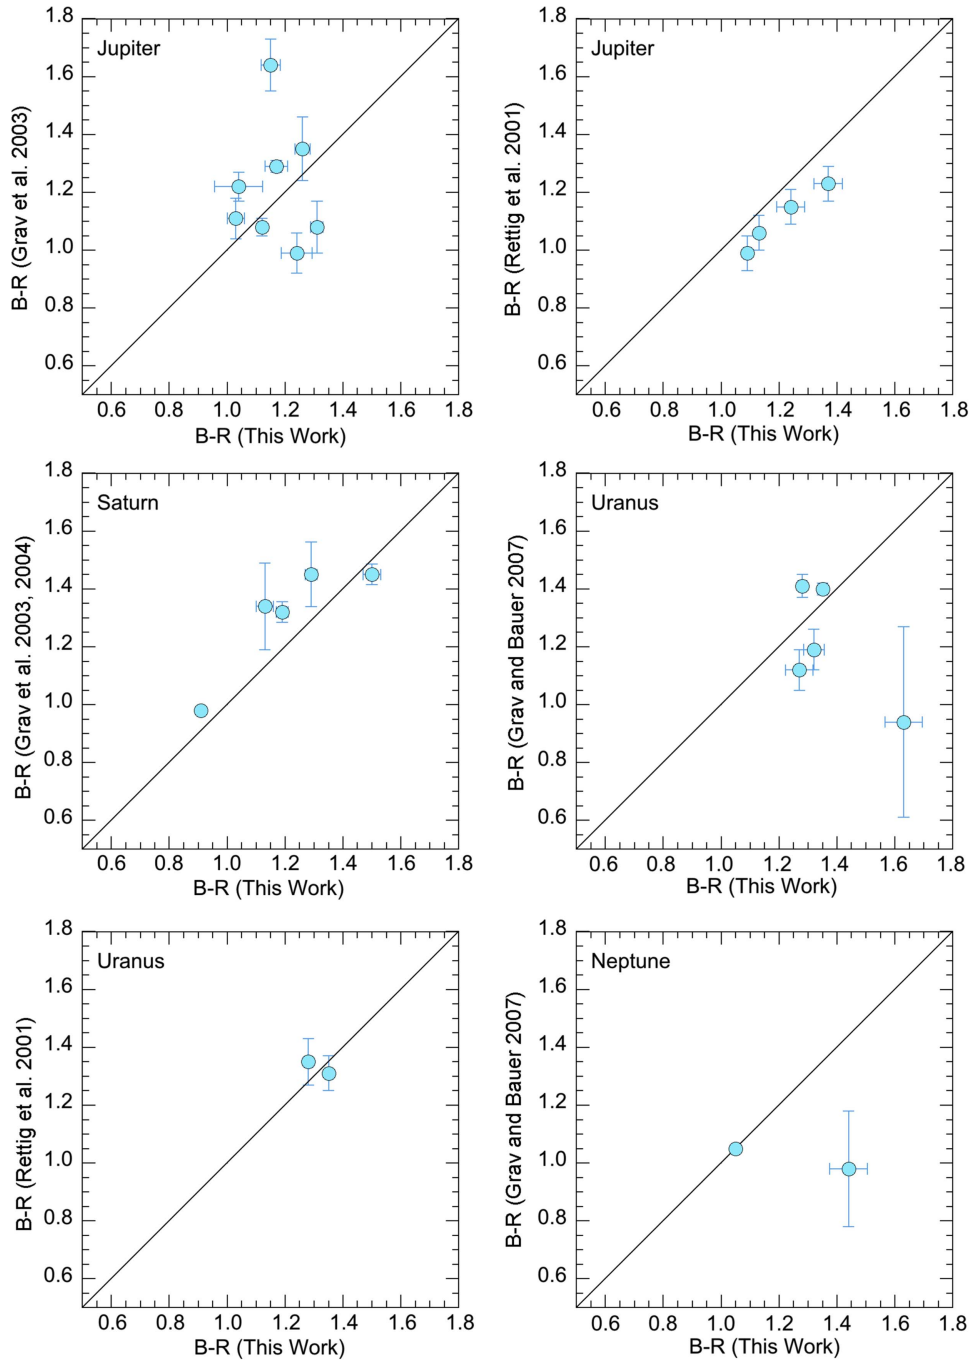 Jupiter
1.8
1.6
1.4
1.2
1.0
0.8
0.6
B-R (Grav et al. 2003)
0.6 0.8 1.0 1.2 1.4 1.6 1.8
B-R (This Work)
Jupiter
1.8
1.6
1.4
1.2
1.0
0.8
0.6
B-R (Rettig et al. 2001)
0.6 0.8 1.0 1.2 1.4 1.6 1.8
B-R (This Work)
Saturn
1.8
1.6
1.4
1.2
1.0
0.8
0.6
B-R (Grav et al. 2003, 2004)
0.6 0.8 1.0 1.2 1.4 1.6 1.8
B-R (This Work)
Uranus
1.8
1.6
1.4
1.2
1.0
0.8
0.6
B-R (Grav and Bauer 2007)
0.6 0.8 1.0 1.2 1.4 1.6 1.8
B-R (This Work)
Uranus
1.8
1.6
1.4
1.2
1.0
0.8
0.6
B-R (Rettig et al. 2001)
0.6 0.8 1.0 1.2 1.4 1.6 1.8
B-R (This Work)
Neptune
1.8
1.6
1.4
1.2
1.0
0.8
0.6
B-R (Grav and Bauer 2007)
0.6 0.8 1.0 1.2 1.4 1.6 1.8
B-R (This Work)